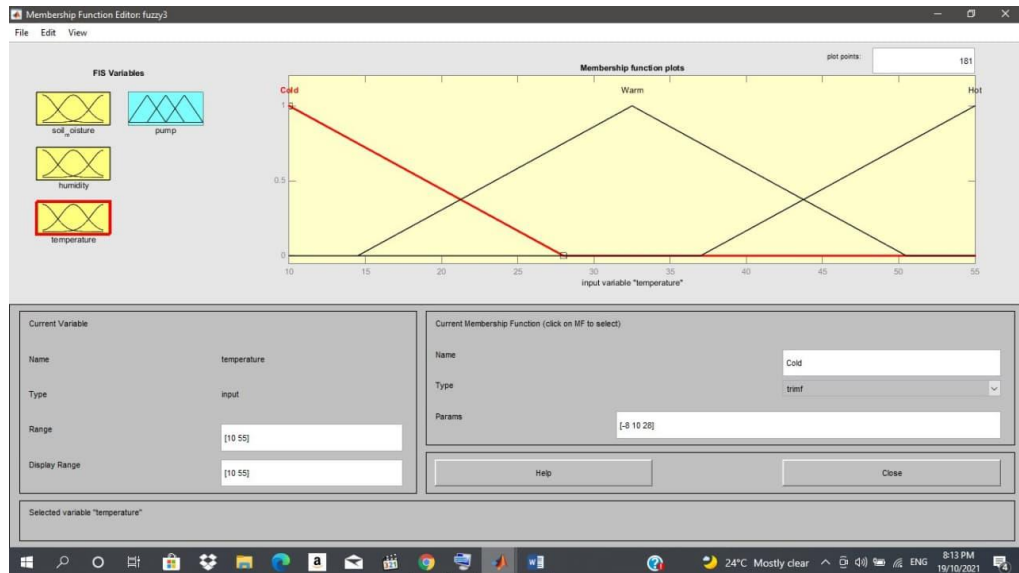 Membership Function Editor: fuzzy3
File Edit View
FIS Variables
soil_moisture
pump
humidity
temperature
Membership function plots
plot points:
181
Cold
Warm
Hot
1
0.5
0
10 15 20 25 30 35 40 45 50 55
input variable "temperature"
Current Variable
Name temperature
Type input
Range [10 55]
Display Range [10 55]
Current Membership Function (click on MF to select)
Name Cold
Type trimf
Params [-8 10 28]
Help
Close
Selected variable "temperature"
a
W
24°C Mostly clear
ENG
8:13 PM
19/10/2021
4